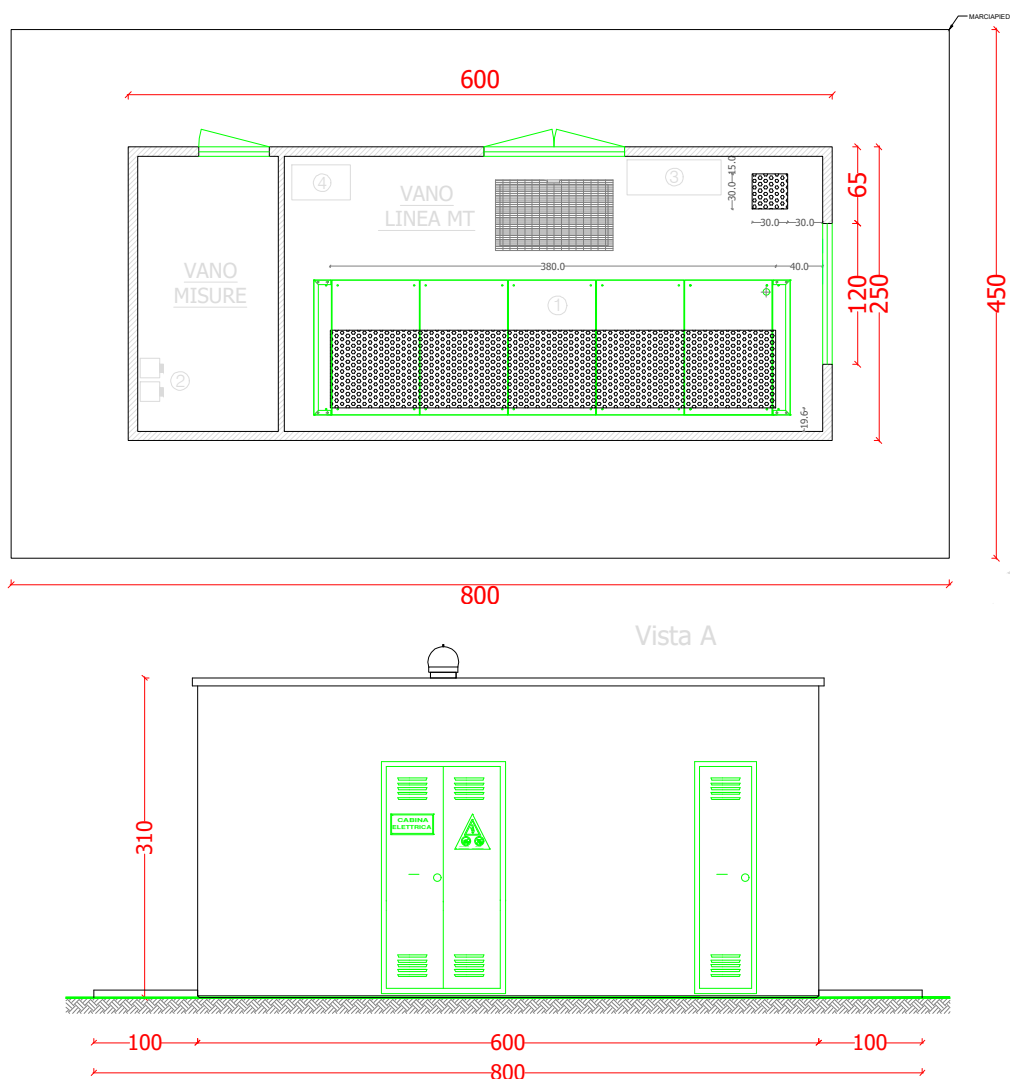 MARCIAPIED
600
④
③
VANO
LINEA MT
15.0
30.0
65
30.0
30.0
VANO
MISURE
380.0
40.0
①
120
250
450
②
19.6
800
Vista A
310
CABINA
ELETTRICA
100
600
100
800